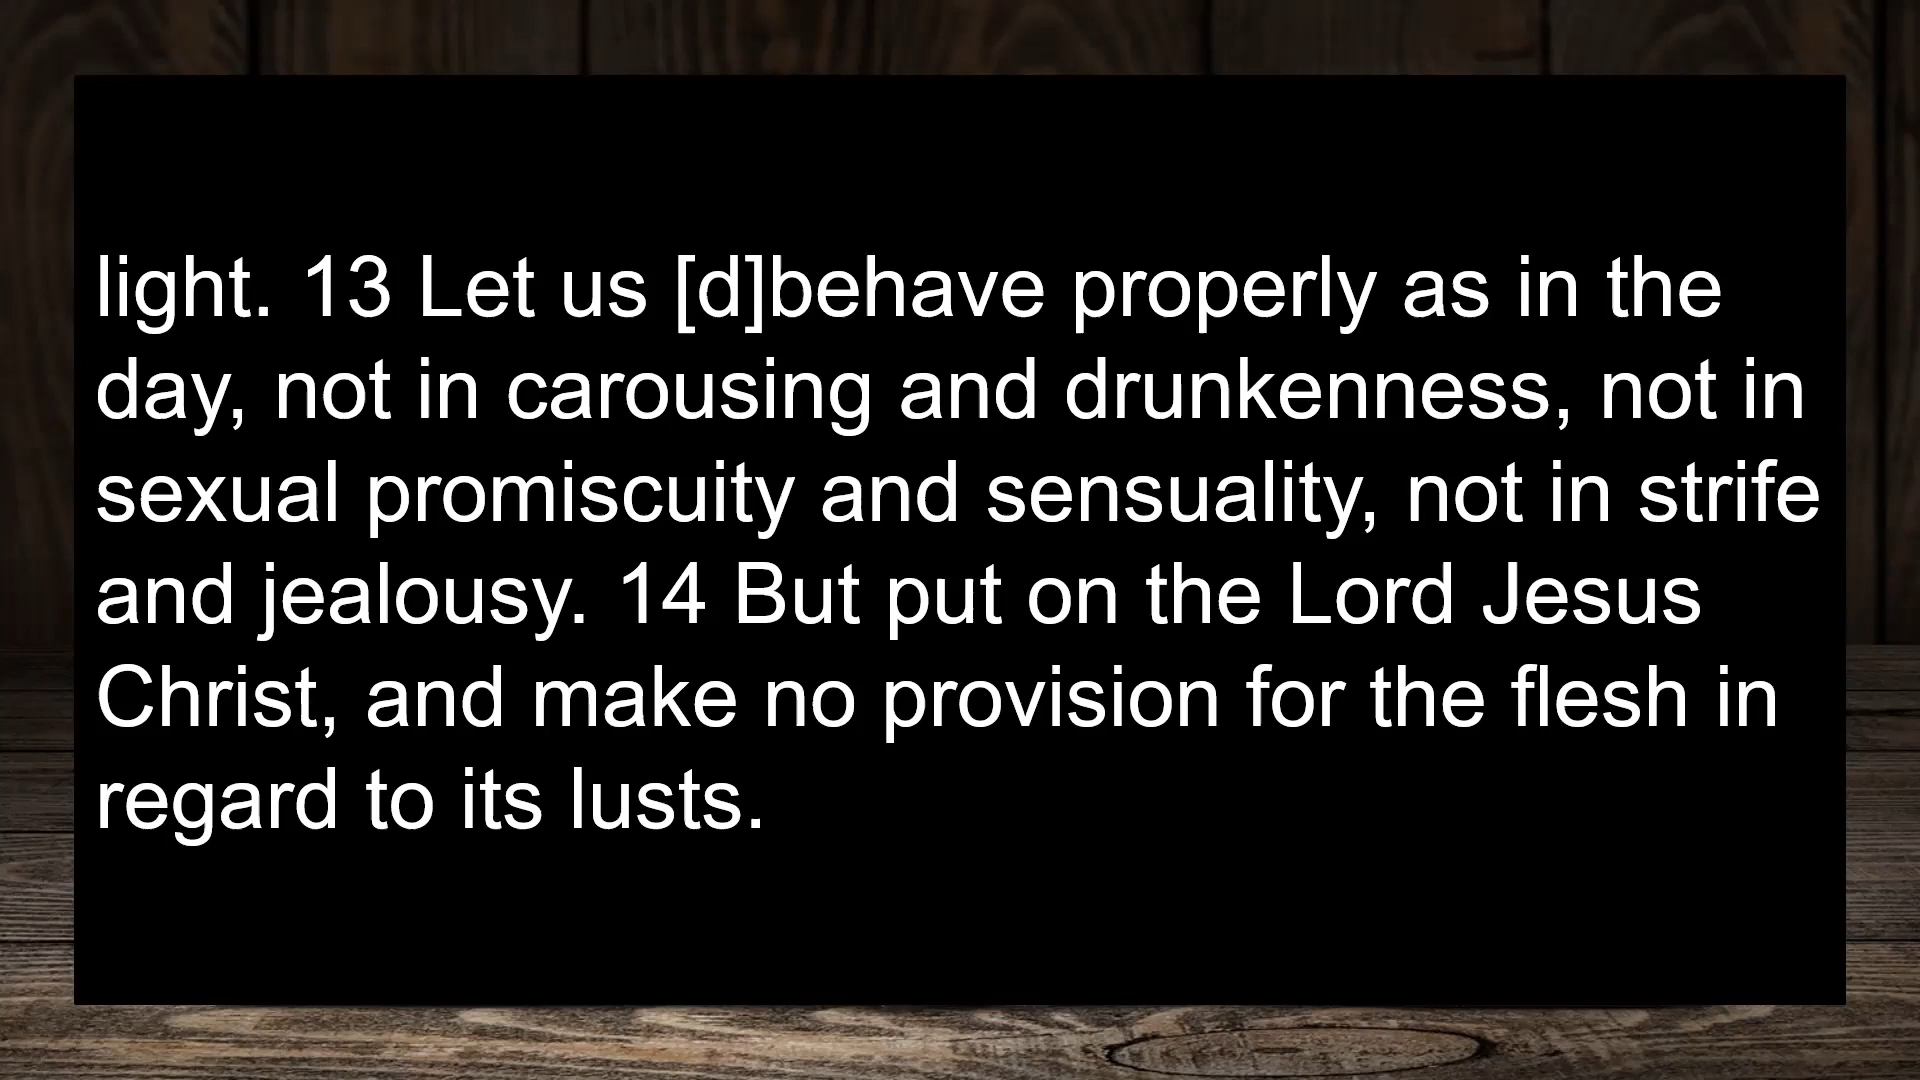 light. 13 Let us [d]behave properly as in the
day, not in carousing and drunkenness, not in
sexual promiscuity and sensuality, not in strife
and jealousy. 14 But put on the Lord Jesus
Christ, and make no provision for the flesh in
regard to its lusts.